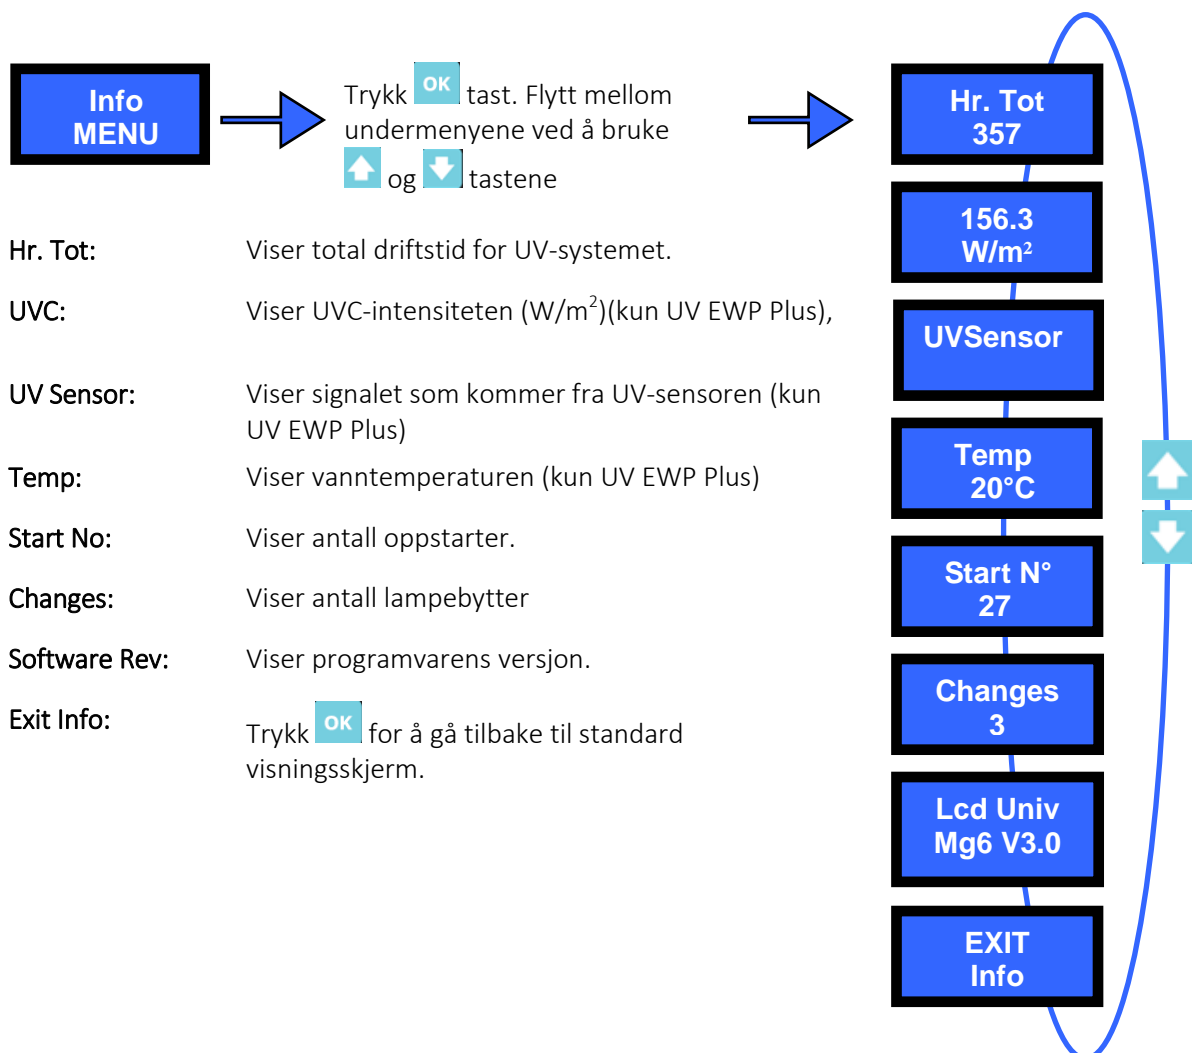 Info
MENU
Trykk OK tast. Flytt mellom
undermenyene ved å bruke
og tastene
Hr. Tot: Viser total driftstid for UV-systemet.
UVC: Viser UVC-intensiteten (W/m²)(kun UV EWP Plus),
UV Sensor: Viser signalet som kommer fra UV-sensoren (kun
UV EWP Plus)
Temp: Viser vanntemperaturen (kun UV EWP Plus)
Start No: Viser antall oppstarter.
Changes: Viser antall lampebytter
Software Rev: Viser programvarens versjon.
Exit Info: Trykk OK for å gå tilbake til standard
visningsskjerm.
Hr. Tot
357
156.3
W/m²
UVSensor
Temp
20°C
Start N°
27
Changes
3
Lcd Univ
Mg6 V3.0
EXIT
Info